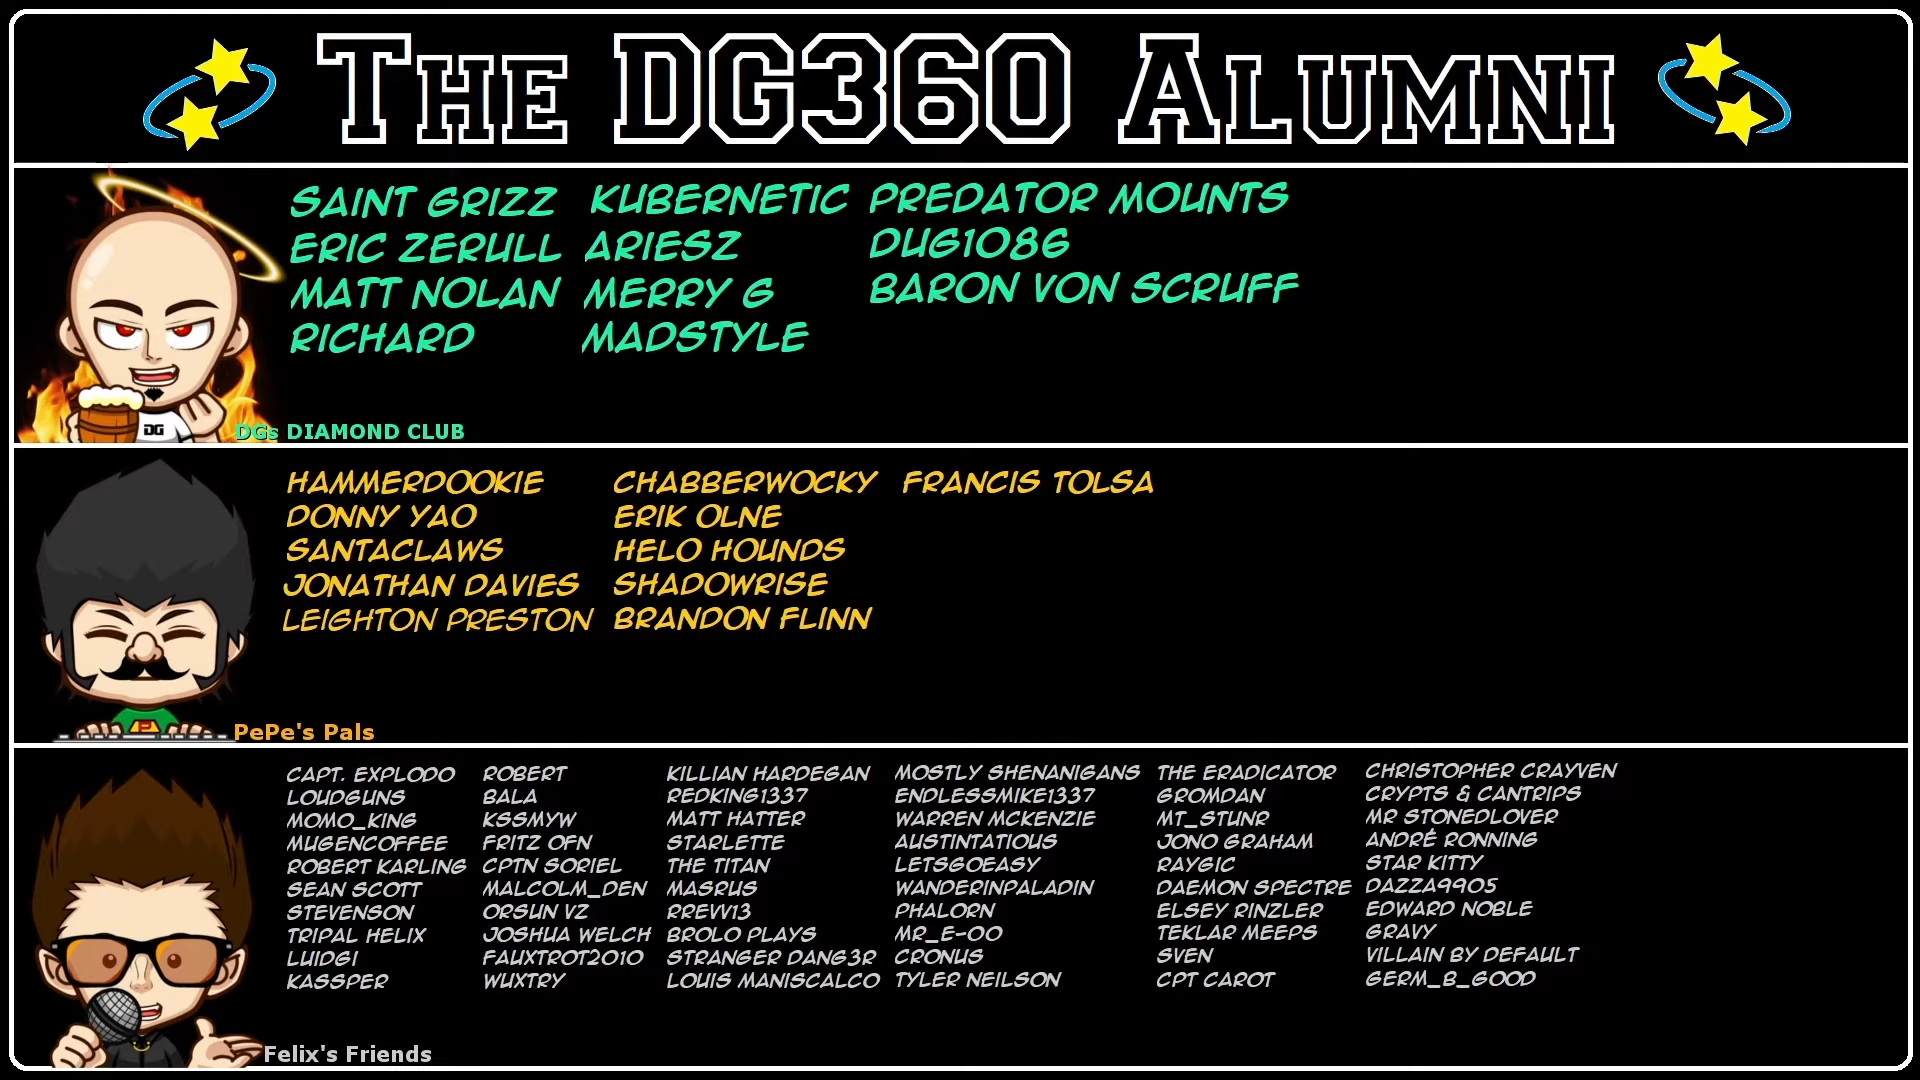 THE DG360 ALUMNI
SAINT GRIZZ
ERIC ZERULL
MATT NOLAN
RICHARD
KUBERNETIC
ARIESZ
MERRY G
MADSTYLE
PREDATOR MOUNTS
DUG1086
BARON VON SCRUFF
DG
DGs DIAMOND CLUB
HAMMERDOOKIE
DONNY YAO
SANTACLAWS
JONATHAN DAVIES
LEIGHTON PRESTON
CHABBERWOCKY
ERIK OLNE
HELO HOUNDS
SHADOWRISE
BRANDON FLINN
FRANCIS TOLSA
PePe's Pals
CAPT. EXPLODO
LOUDGUNS
MOMO_KING
MUGENCOFFEE
ROBERT KARLING
SEAN SCOTT
STEVENSON
TRIPAL HELIX
LUIDGI
KASSPER
ROBERT
BALA
KSSMYW
FRITZ OFN
CPTN SORIEL
MALCOLM_DEN
ORSUN VZ
JOSHUA WELCH
FAUXTROT2010
WUXTRY
KILLIAN HARDEGAN
REDKING1337
MATT HATTER
STARLETTE
THE TITAN
MASRUS
RREVV13
BROLO PLAYS
STRANGER DANG3R
LOUIS MANISCALCO
MOSTLY SHENANIGANS
ENDLESSMIKE1337
WARREN MCKENZIE
AUSTINTATIOUS
LETSGOEASY
WANDERINPALADIN
PHALORN
MR_E-OO
CRONUS
TYLER NEILSON
THE ERADICATOR
GROMDAN
MT_STUNR
JONO GRAHAM
RAYGIC
DAEMON SPECTRE
ELSEY RINZLER
TEKLAR MEEPS
SVEN
CPT CAROT
CHRISTOPHER CRAYVEN
CRYPTS & CANTRIPS
MR STONEDLOVER
ANDRÉ RONNING
STAR KITTY
DAZZA9905
EDWARD NOBLE
GRAVY
VILLAIN BY DEFAULT
GERM_B_GOOD
Felix's Friends